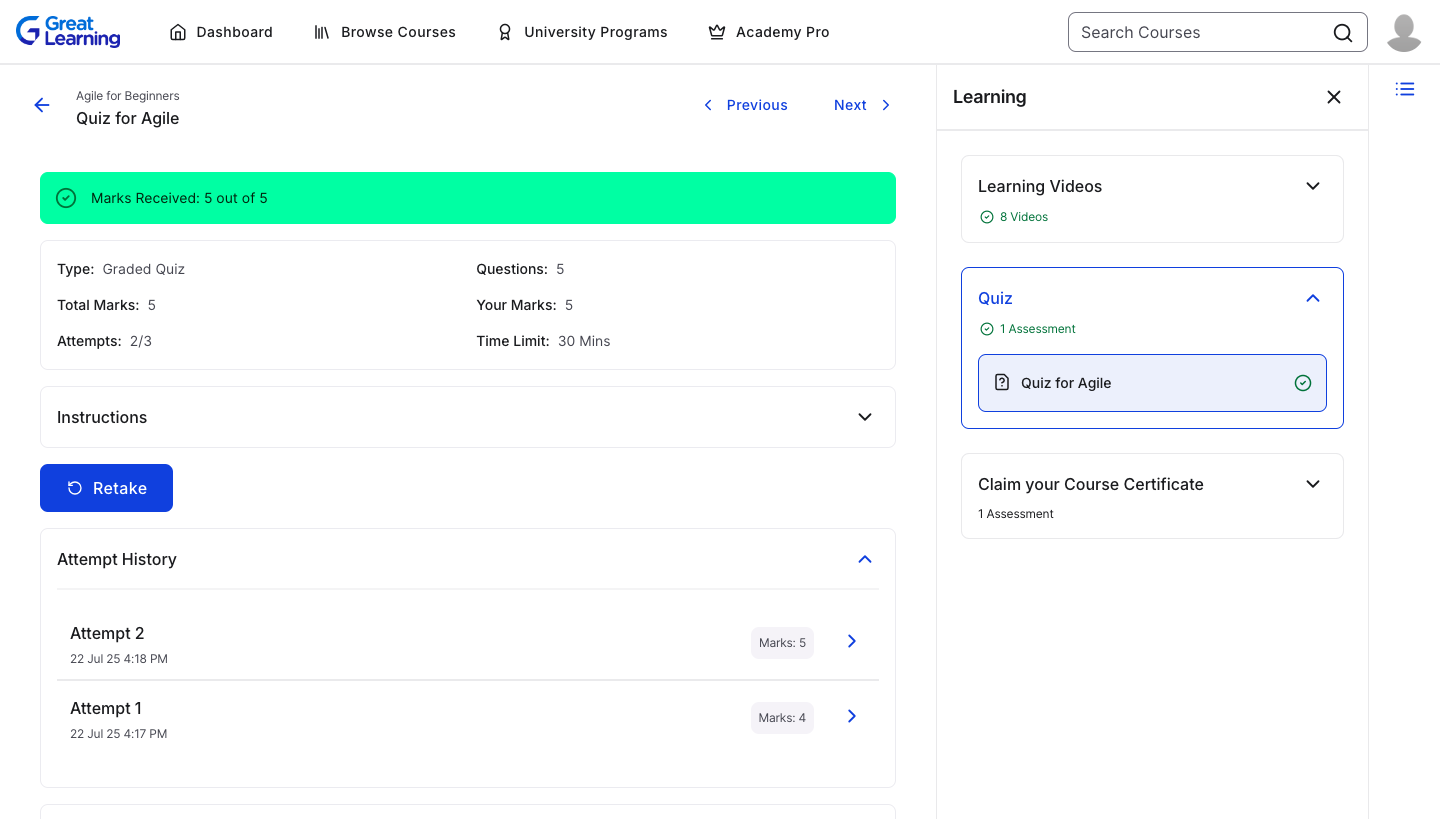 Great Learning
Dashboard
Browse Courses
University Programs
Academy Pro
Search Courses
Agile for Beginners
Quiz for Agile
Previous
Next
Marks Received: 5 out of 5
Type: Graded Quiz
Questions: 5
Total Marks: 5
Your Marks: 5
Attempts: 2/3
Time Limit: 30 Mins
Instructions
Retake
Attempt History
Attempt 2
22 Jul 25 4:18 PM
Marks: 5
Attempt 1
22 Jul 25 4:17 PM
Marks: 4
Learning
Learning Videos
8 Videos
Quiz
1 Assessment
Quiz for Agile
Claim your Course Certificate
1 Assessment